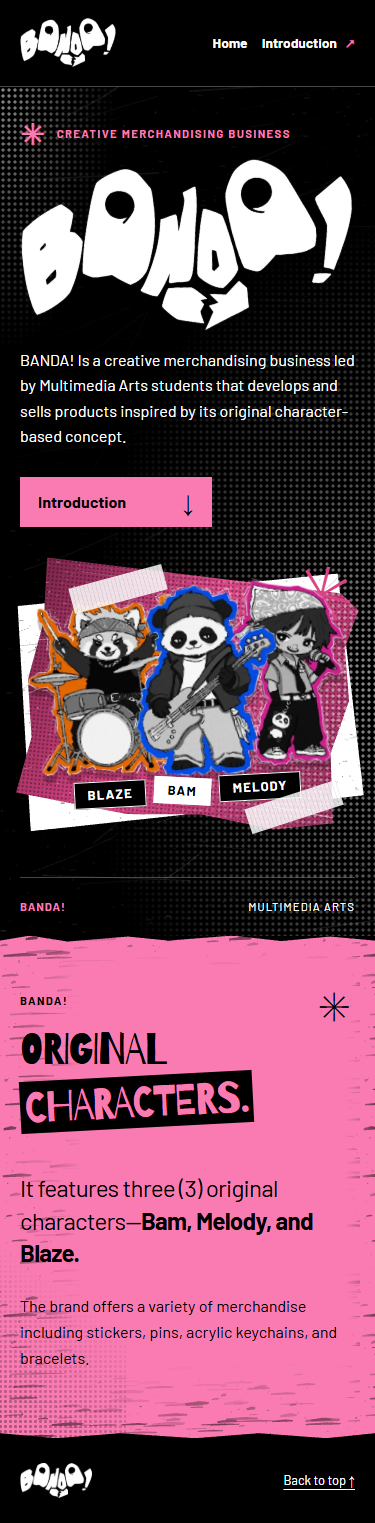 BANDA!
Home Introduction ↗
CREATIVE MERCHANDISING BUSINESS
BANDA!
BANDA! Is a creative merchandising business led
by Multimedia Arts students that develops and
sells products inspired by its original character-
based concept.
Introduction ↓
BLAZE BAM MELODY
BANDA! MULTIMEDIA ARTS
BANDA!
ORIGINAL
CHARACTERS.
It features three (3) original
characters—Bam, Melody, and
Blaze.
The brand offers a variety of merchandise
including stickers, pins, acrylic keychains, and
bracelets.
BANDA!
Back to top ↑